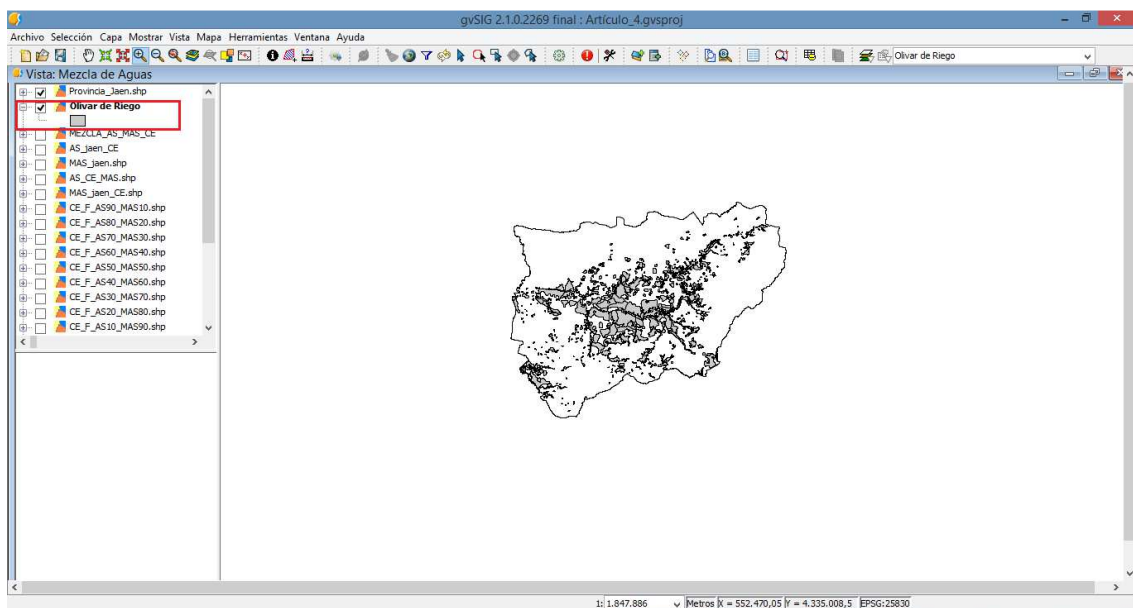 gvSIG 2.1.0.2269 final : Artículo_4.gvsproj
Archivo Selección Capa Mostrar Vista Mapa Herramientas Ventana Ayuda
Olivar de Riego
Vista: Mezcla de Aguas
Provincia_Jaen.shp
Olivar de Riego
MEZCLA_AS_MAS_CE
AS_jaen_CE
MAS_jaen.shp
AS_CE_MAS.shp
MAS_jaen_CE.shp
CE_F_AS90_MAS10.shp
CE_F_AS80_MAS20.shp
CE_F_AS70_MAS30.shp
CE_F_AS60_MAS40.shp
CE_F_AS50_MAS50.shp
CE_F_AS40_MAS60.shp
CE_F_AS30_MAS70.shp
CE_F_AS20_MAS80.shp
CE_F_AS10_MAS90.shp
1: 1.847.886 Metros X = 552.470,05 Y = 4.335.008,5 EPSG:25830